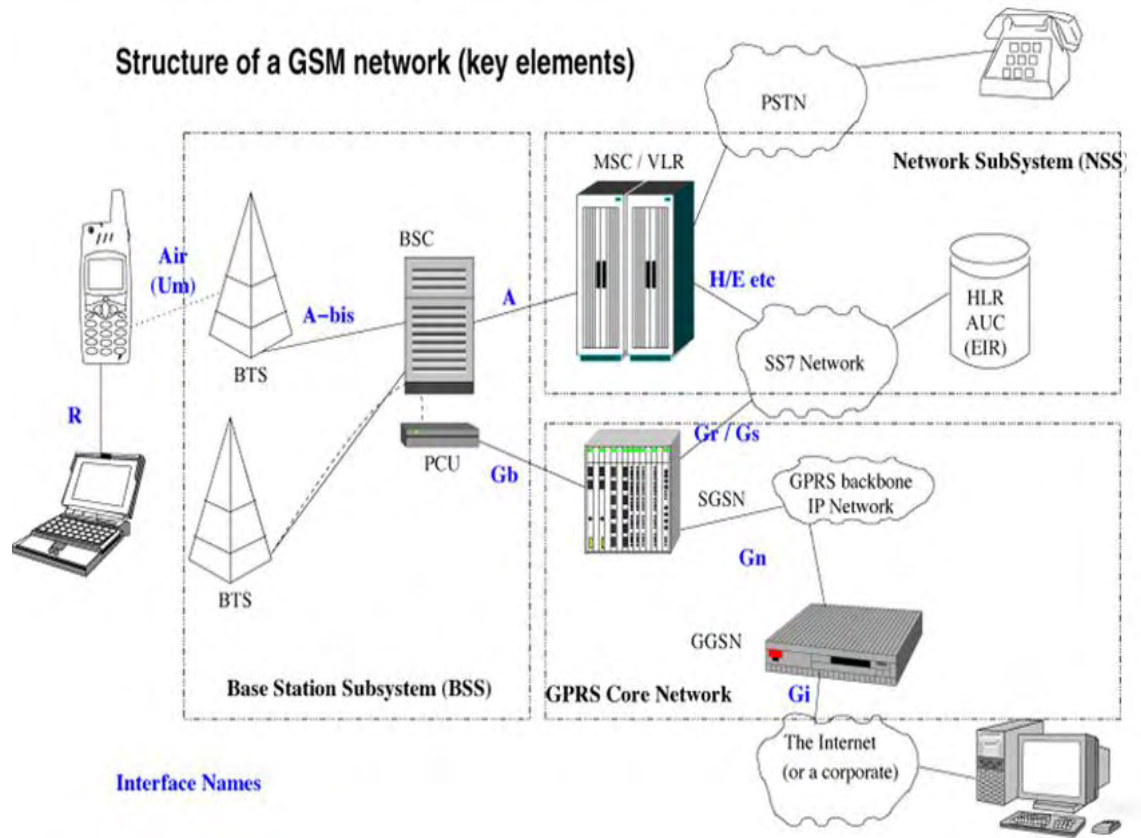 Structure of a GSM network (key elements)
PSTN
MSC / VLR
Network SubSystem (NSS)
BSC
Air
(Um)
A-bis
A
H/E etc
HLR
AUC
(EIR)
BTS
SS7 Network
R
Gr / Gs
PCU
Gb
SGSN
GPRS backbone
IP Network
Gn
BTS
GGSN
Base Station Subsystem (BSS)
GPRS Core Network
Gi
The Internet
(or a corporate)
Interface Names